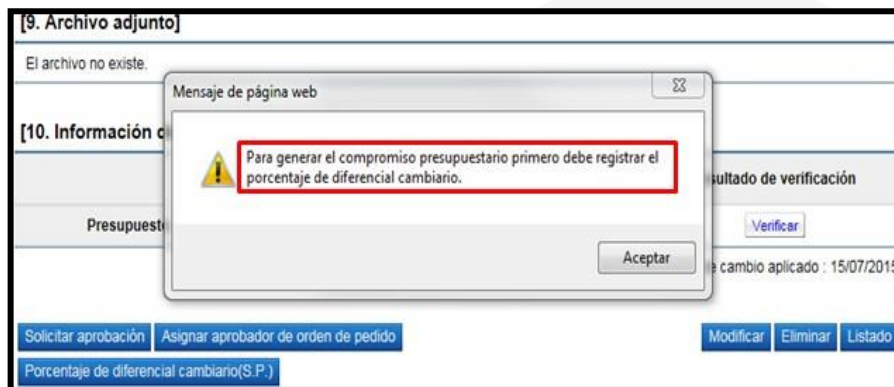 [9. Archivo adjunto]
El archivo no existe.
Mensaje de página web
[10. Información
Para generar el compromiso presupuestario primero debe registrar el
porcentaje de diferencial cambiario.
de verificación
Verificar
Aceptar
cambio aplicado : 15/07/2015
Solicitar aprobación Asignar aprobador de orden de pedido Modificar Eliminar Listado
Porcentaje de diferencial cambiario(S.P.)